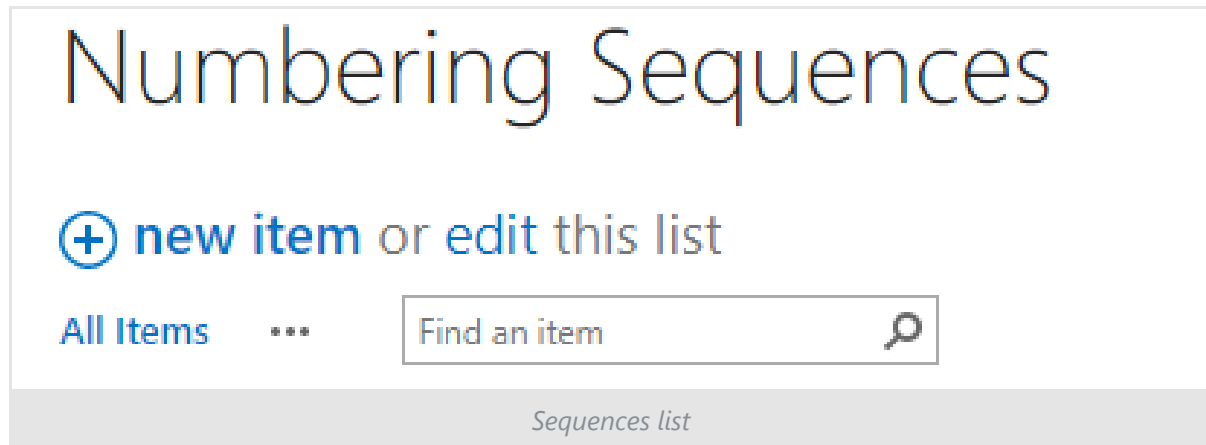 Numbering Sequences
new item or edit this list
All Items ••• Find an item
Sequences list